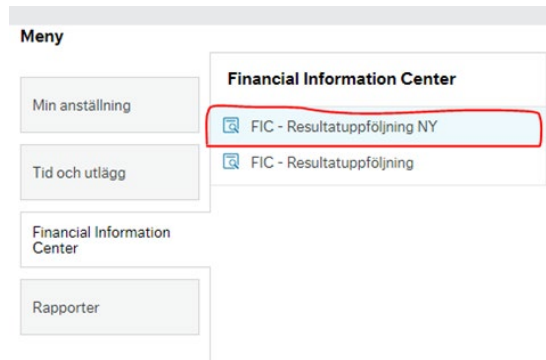 Meny
Min anställning
Tid och utlägg
Financial Information
Center
Rapporter
Financial Information Center
FIC - Resultatuppföljning NY
FIC - Resultatuppföljning